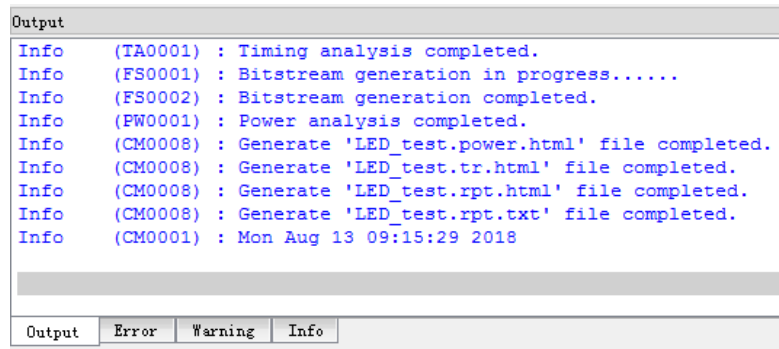 Output
Info (TA0001) : Timing analysis completed.
Info (FS0001) : Bitstream generation in progress......
Info (FS0002) : Bitstream generation completed.
Info (PW0001) : Power analysis completed.
Info (CM0008) : Generate 'LED_test.power.html' file completed.
Info (CM0008) : Generate 'LED_test.tr.html' file completed.
Info (CM0008) : Generate 'LED_test.rpt.html' file completed.
Info (CM0008) : Generate 'LED_test.rpt.txt' file completed.
Info (CM0001) : Mon Aug 13 09:15:29 2018
Output Error Warning Info